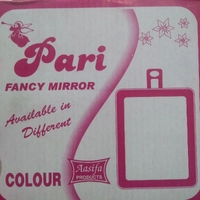 Pari
FANCY MIRROR
Available in
Different
COLOUR
Aasifa
PRODUCTS